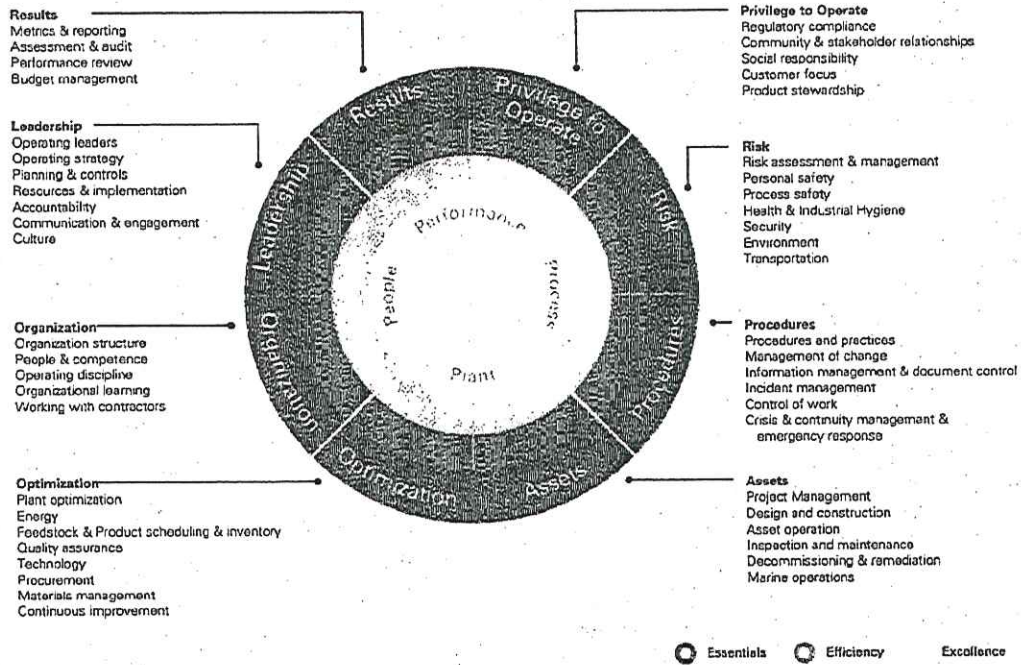 Results
Metrics & reporting
Assessment & audit
Performance review
Budget management
Leadership
Operating leaders
Operating strategy
Planning & controls
Resources & implementation
Accountability
Communication & engagement
Culture
Organization
Organization structure
People & competence
Operating discipline
Organizational learning
Working with contractors
Optimization
Plant optimization
Energy
Feedstock & Product scheduling & inventory
Quality assurance
Technology
Procurement
Materials management
Continuous improvement
Results
Privilege to
Operate
Risk
Procedures
Assets
Optimization
Organization
Leadership
Performance
Process
Plant
People
Privilege to Operate
Regulatory compliance
Community & stakeholder relationships
Social responsibility
Customer focus
Product stewardship
Risk
Risk assessment & management
Personal safety
Process safety
Health & Industrial Hygiene
Security
Environment
Transportation
Procedures
Procedures and practices
Management of change
Information management & document control
Incident management
Control of work
Crisis & continuity management &
emergency response
Assets
Project Management
Design and construction
Asset operation
Inspection and maintenance
Decommissioning & remediation
Marine operations
Essentials Efficiency Excellence